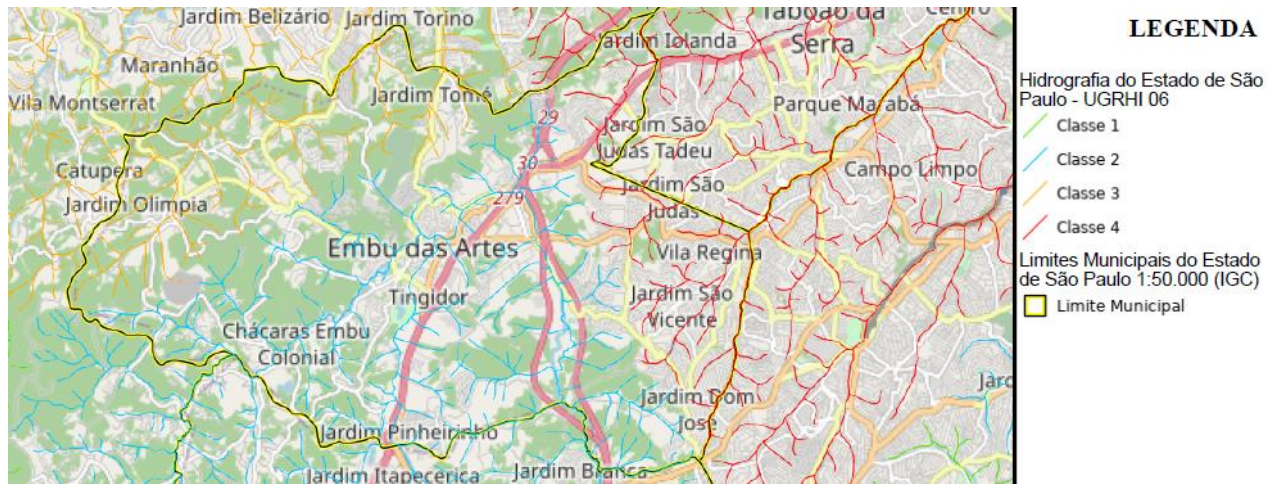 Jardim Belizário
Jardim Torino
Taboão da
Serra
Centro
Jardim Iolanda
Maranhão
Vila Montserrat
Jardim Tomé
Parque Marabá
29
Jardim São
Judas Tadeu
30
Catupera
Campo Limpo
Jardim São
Judas
279
Jardim Olimpia
Embu das Artes
Vila Regina
Tingidor
Jardim São
Vicente
Chácaras Embu
Colonial
Jardim Dom
José
Jardim Pinheirinho
Jardim Itapecerica
Jardim Branca
LEGENDA
Hidrografia do Estado de São
Paulo - UGRHI 06
Classe 1
Classe 2
Classe 3
Classe 4
Limites Municipais do Estado
de São Paulo 1:50.000 (IGC)
Limite Municipal